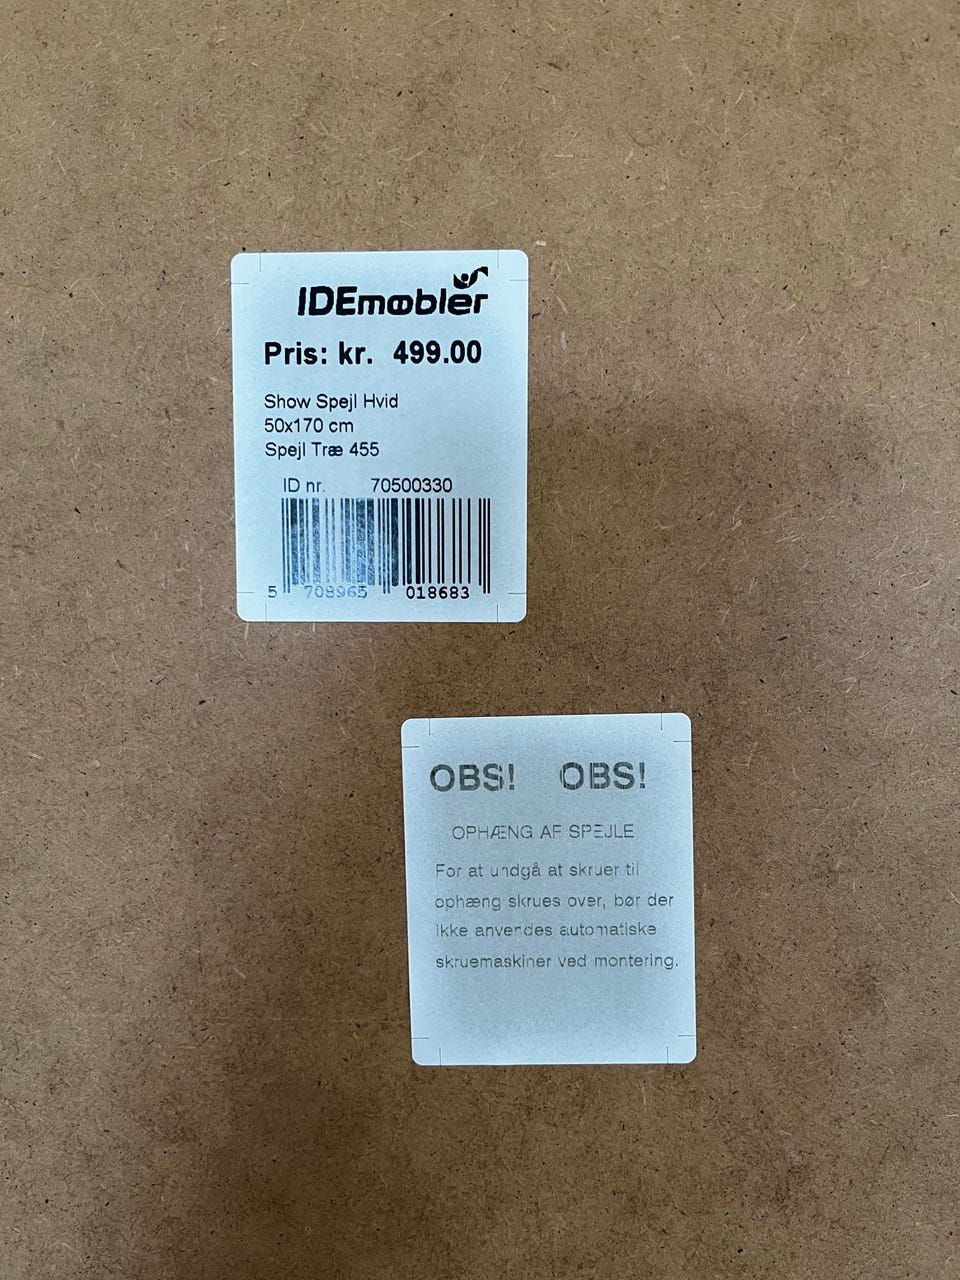 IDEmøbler
Pris: kr. 499.00
Show Spejl Hvid
50x170 cm
Spejl Træ 455
ID nr. 70500330
5 708965 018683
OBS! OBS!
OPHÆNG AF SPEJLE
For at undgå at skruer til
ophæng skrues over, bør der
ikke anvendes automatiske
skruemaskiner ved montering.